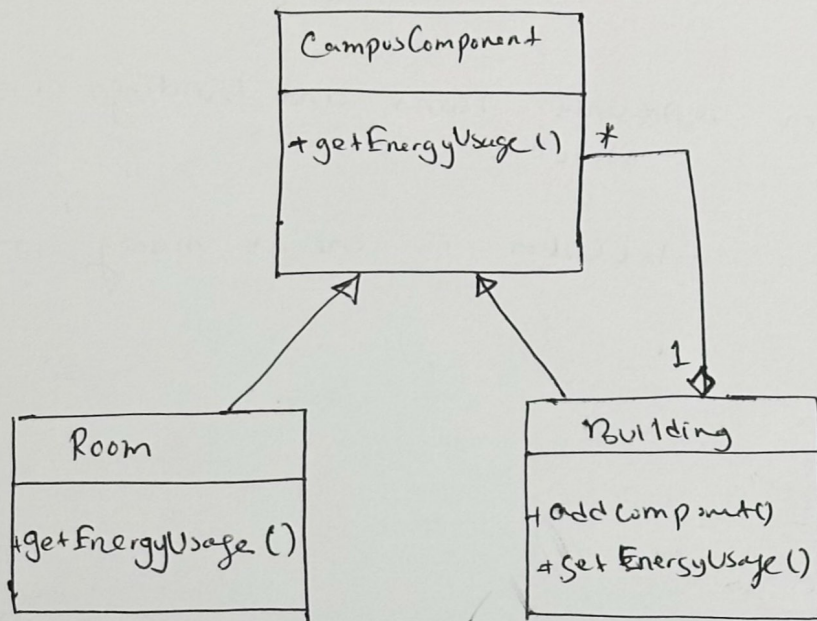 CampusComponent
+ getEnergyUsage()
*
1
Room
+getEnergyUsage()
Building
+ addComponent()
+ getEnergyUsage()